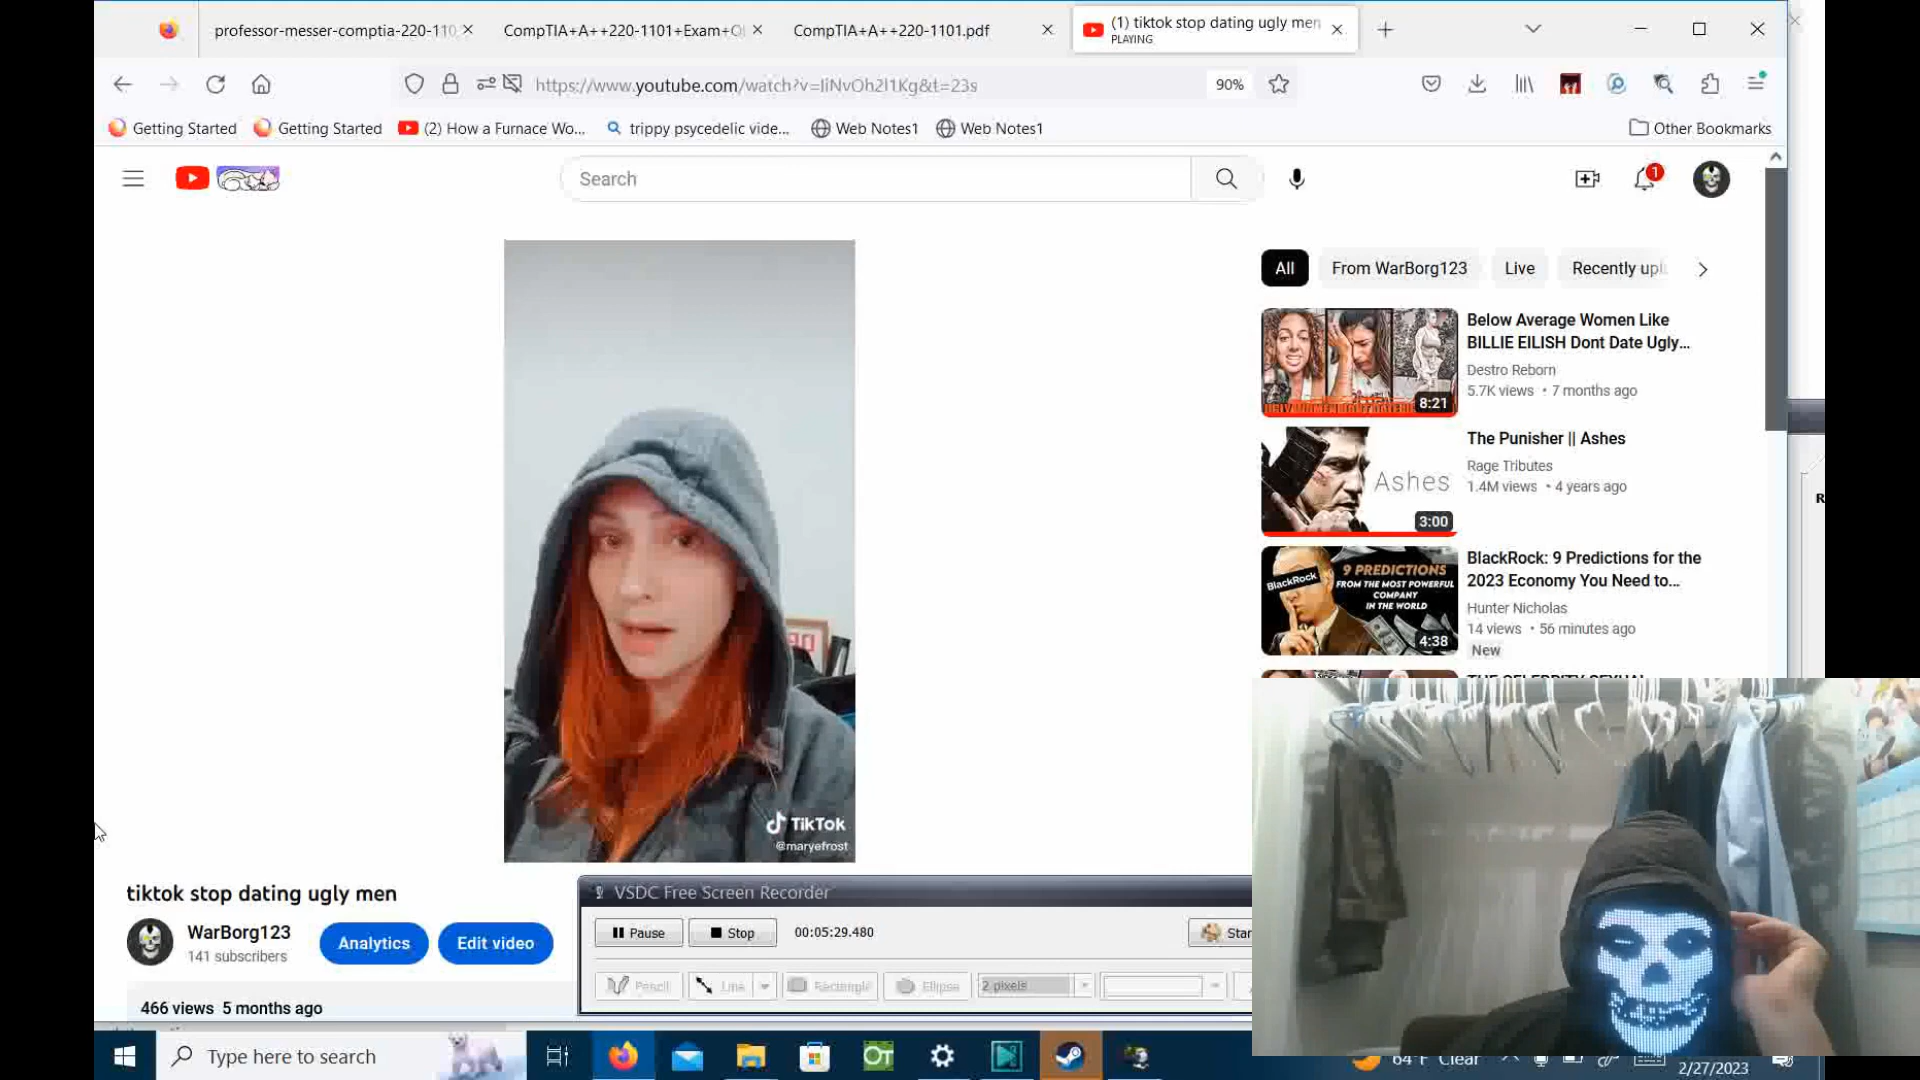 professor-messer-comptia-220-110
CompTIA+A++220-1101+Exam+Q
CompTIA+A++220-1101.pdf
(1) tiktok stop dating ugly men
PLAYING
https://www.youtube.com/watch?v=IiNvOh2l1Kg&t=23s
90%
Getting Started
Getting Started
(2) How a Furnace Wo...
trippy psycedelic vide...
Web Notes1
Web Notes1
Other Bookmarks
Search
1
All
From WarBorg123
Live
Recently upl
Below Average Women Like
BILLIE EILISH Dont Date Ugly...
Destro Reborn
5.7K views • 7 months ago
8:21
Ashes
3:00
The Punisher || Ashes
Rage Tributes
1.4M views • 4 years ago
BlackRock
9 PREDICTIONS
FROM THE MOST POWERFUL
COMPANY
IN THE WORLD
4:38
BlackRock: 9 Predictions for the
2023 Economy You Need to...
Hunter Nicholas
14 views • 56 minutes ago
New
TikTok
@maryefrost
tiktok stop dating ugly men
WarBorg123
141 subscribers
Analytics
Edit video
466 views 5 months ago
VSDC Free Screen Recorder
Pause
Stop
00:05:29.480
Star
Pencil
Line
Rectangle
Ellipse
2 pixels
Type here to search
64°F Clear
2/27/2023